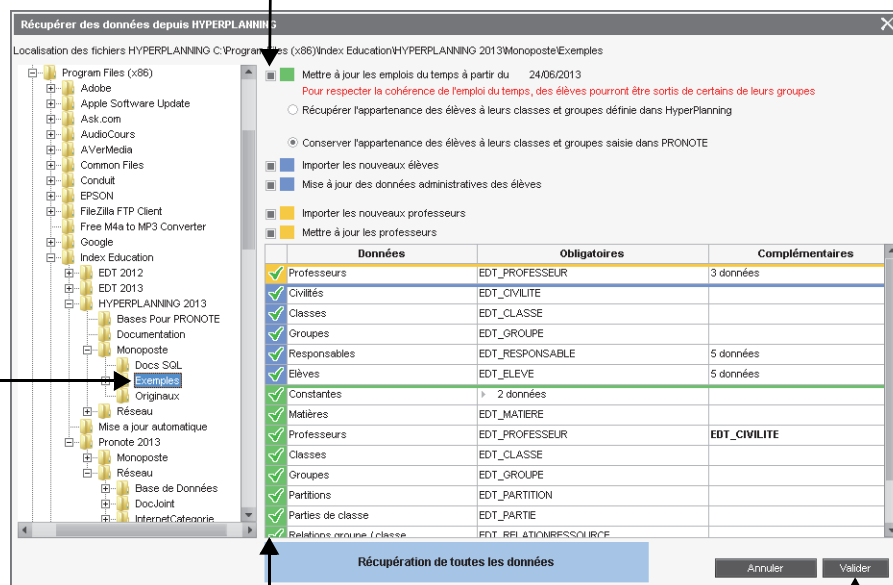 Récupérer des données depuis HYPERPLANNING
Localisation des fichiers HYPERPLANNING C:\Program Files (x86)\Index Education\HYPERPLANNING 2013\Monoposte\Exemples
Program Files (x86)
Adobe
Apple Software Update
Ask.com
AudioCours
AVerMedia
Common Files
Conduit
EPSON
FileZilla FTP Client
Free M4a to MP3 Converter
Google
Index Education
EDT 2012
EDT 2013
HYPERPLANNING 2013
Bases Pour PRONOTE
Documentation
Monoposte
Docs SQL
Exemples
Originaux
Réseau
Mise a jour automatique
Pronote 2013
Monoposte
Réseau
Base de Données
DocJoint
InternetCategorie
Mettre à jour les emplois du temps à partir du 24/06/2013
Pour respecter la cohérence de l'emploi du temps, des élèves pourront être sortis de certains de leurs groupes
Récupérer l'appartenance des élèves à leurs classes et groupes définie dans HyperPlanning
Conserver l'appartenance des élèves à leurs classes et groupes saisie dans PRONOTE
Importer les nouveaux élèves
Mise à jour des données administratives des élèves
Importer les nouveaux professeurs
Mettre à jour les professeurs
Données Obligatoires Complémentaires
Professeurs EDT_PROFESSEUR 3 données
Civilités EDT_CIVILITE
Classes EDT_CLASSE
Groupes EDT_GROUPE
Responsables EDT_RESPONSABLE 5 données
Elèves EDT_ELEVE 5 données
Constantes 2 données
Matières EDT_MATIERE
Professeurs EDT_PROFESSEUR EDT_CIVILITE
Classes EDT_CLASSE
Groupes EDT_GROUPE
Partitions EDT_PARTITION
Parties de classe EDT_PARTIE
Relations groupe / classe EDT_RELATIONRESSOURCE
Récupération de toutes les données
Annuler Valider